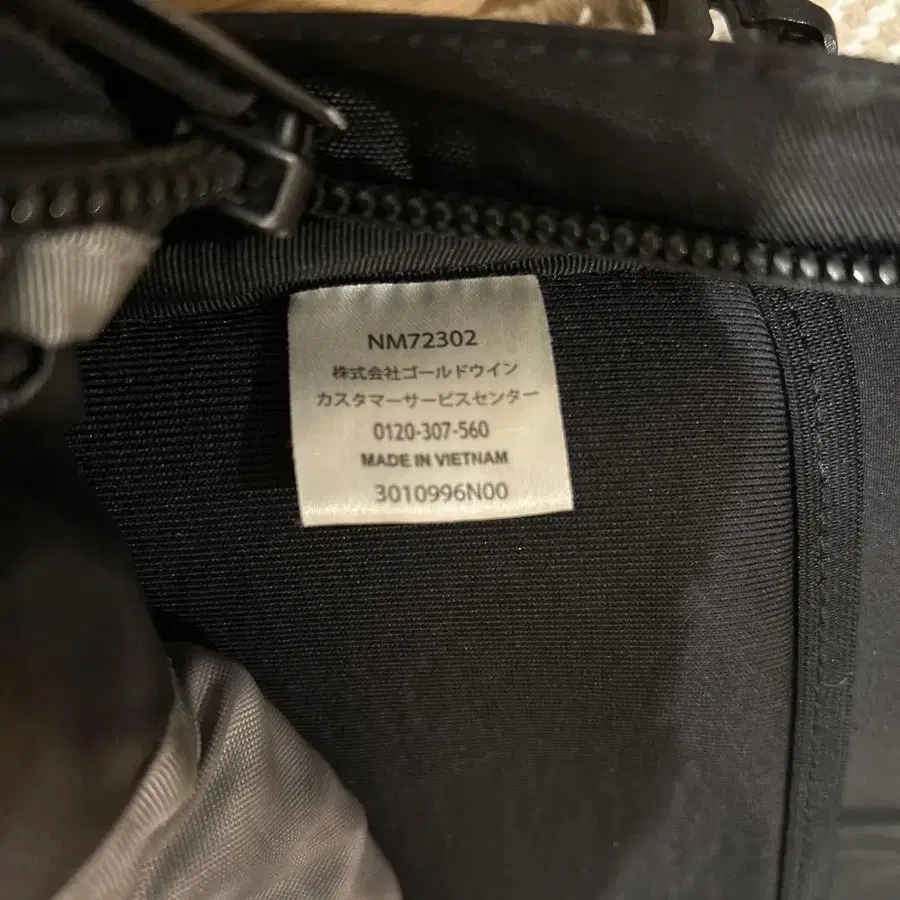 NM72302
株式会社ゴールドウイン
カスタマーサービスセンター
0120-307-560
MADE IN VIETNAM
3010996N00